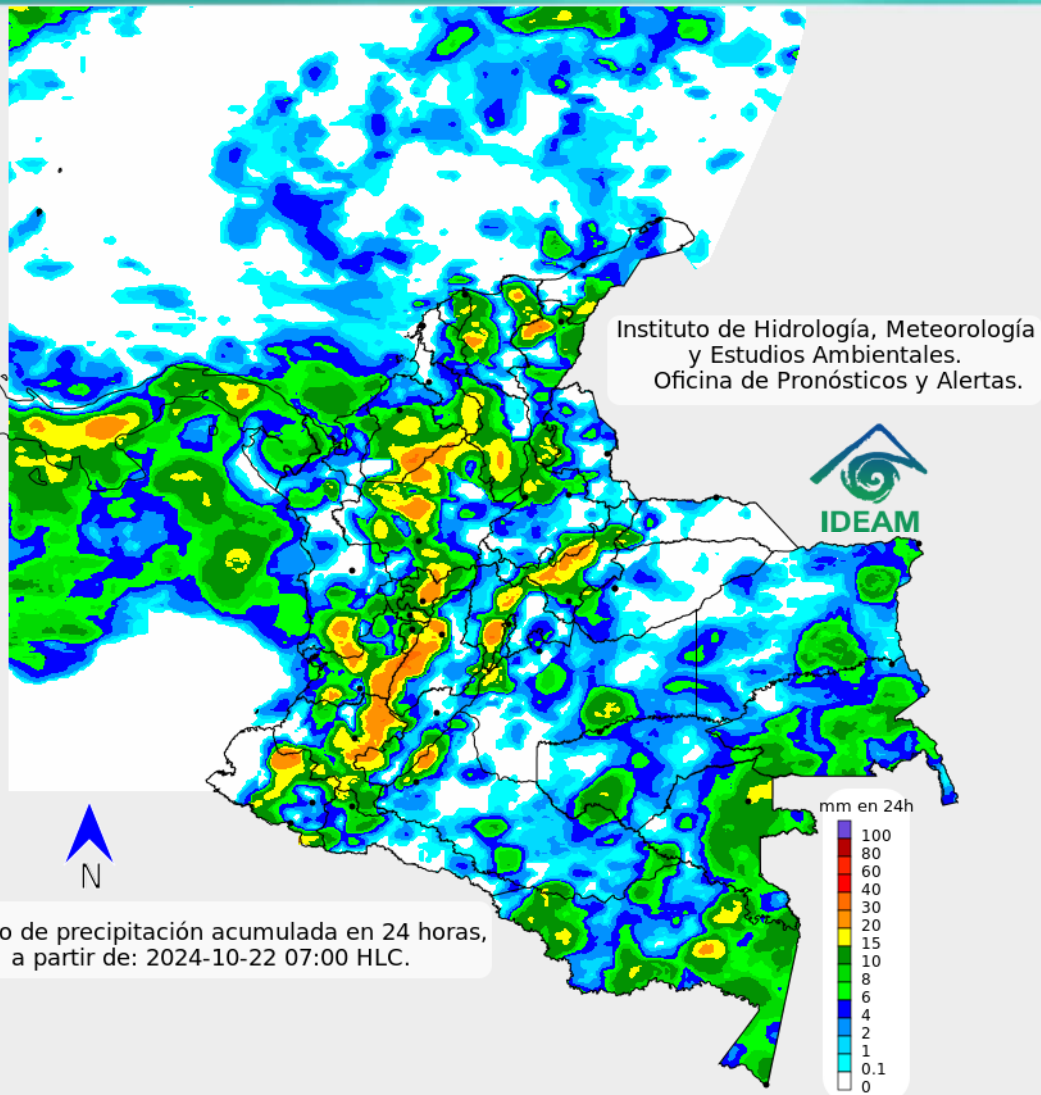 Instituto de Hidrología, Meteorología
y Estudios Ambientales.
Oficina de Pronósticos y Alertas.
IDEAM
mm en 24h
100
80
60
40
30
20
15
10
8
6
4
2
1
0.1
0
N
o de precipitación acumulada en 24 horas,
a partir de: 2024-10-22 07:00 HLC.